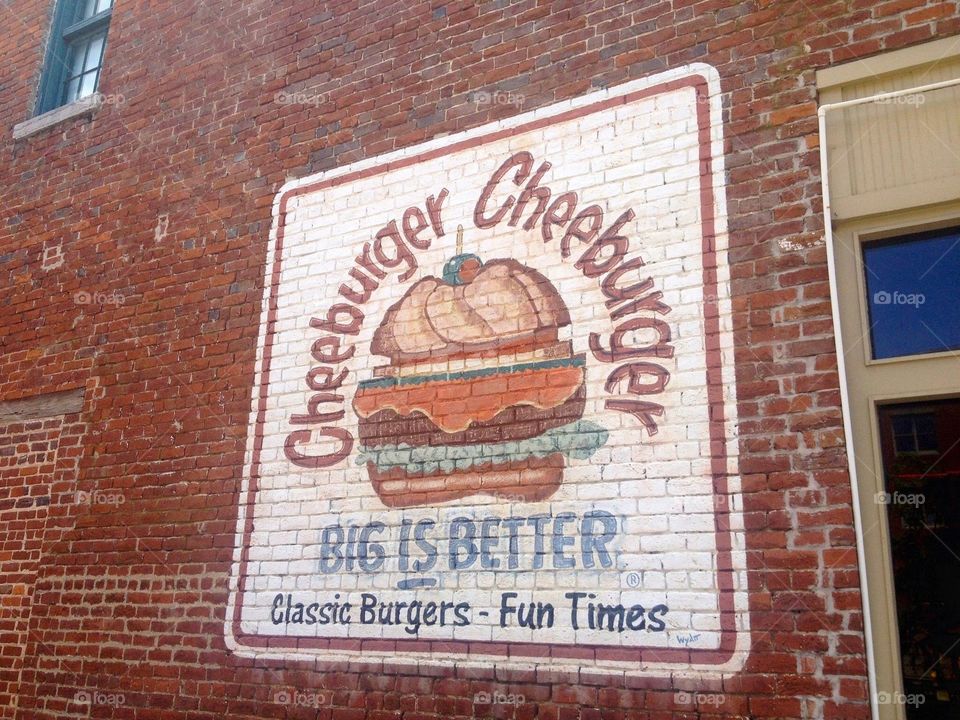 Cheeburger Cheeburger
BIG IS BETTER
®
Classic Burgers - Fun Times